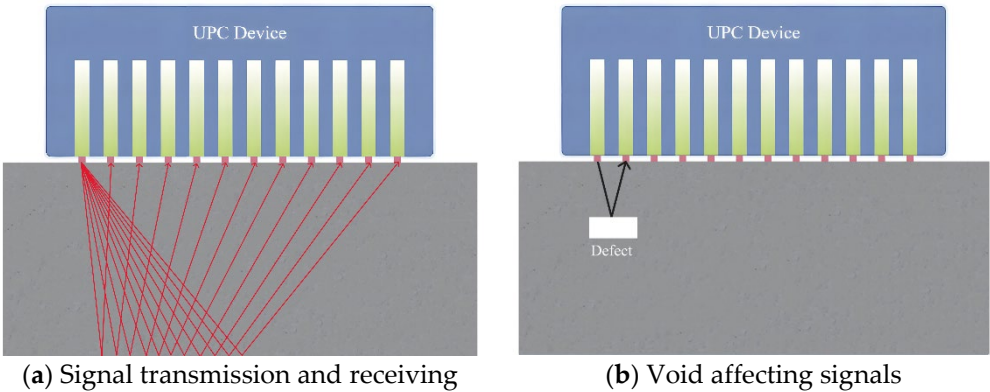 UPC Device
UPC Device
Defect
(a) Signal transmission and receiving
(b) Void affecting signals